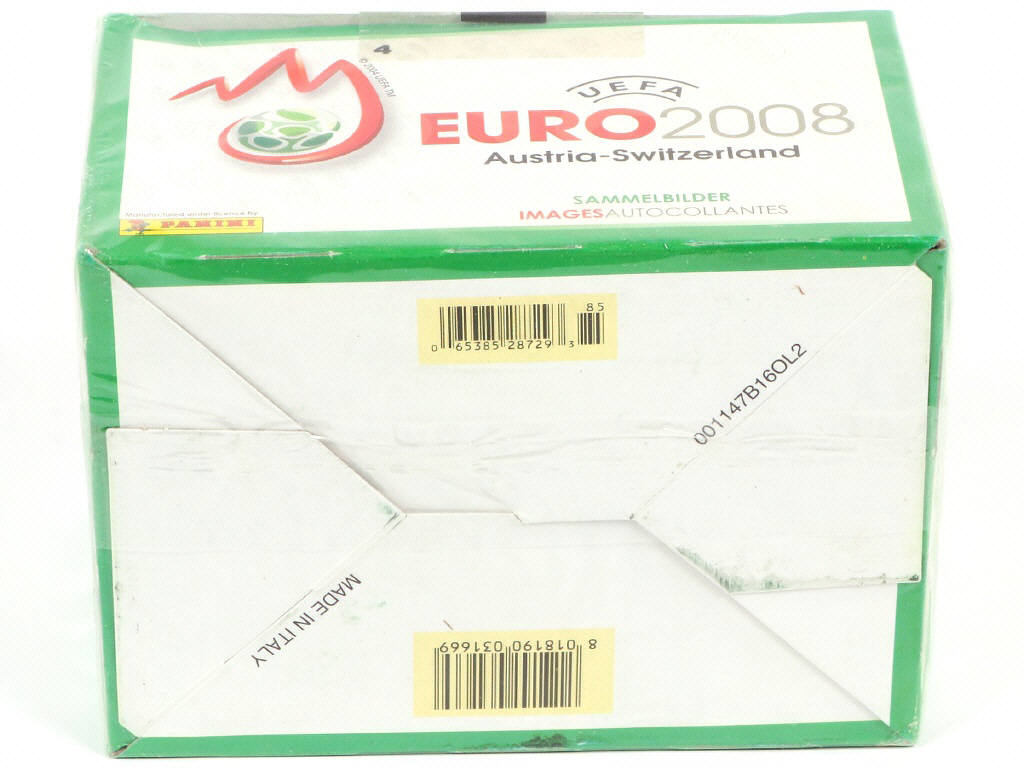 4
© 2004 UEFA TM
UEFA
EURO2008
Austria-Switzerland
SAMMELBILDER
IMAGESAUTOCOLLANTES
Manufactured under licence by
PANINI
85
0 65385 28729 3
001147B16OL2
MADE IN ITALY
8 018190 031669